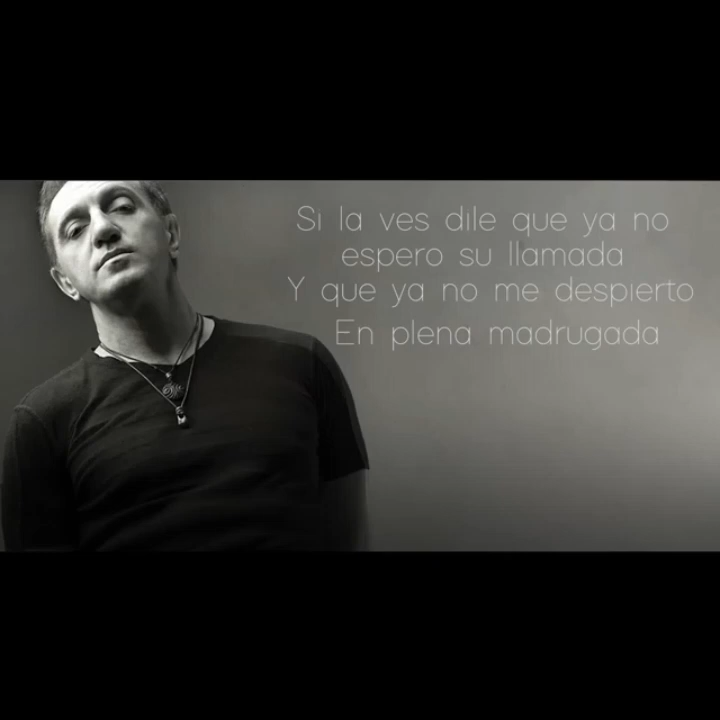 Si la ves dile que ya no
espero su llamada
Y que ya no me despierto
En plena madrugada